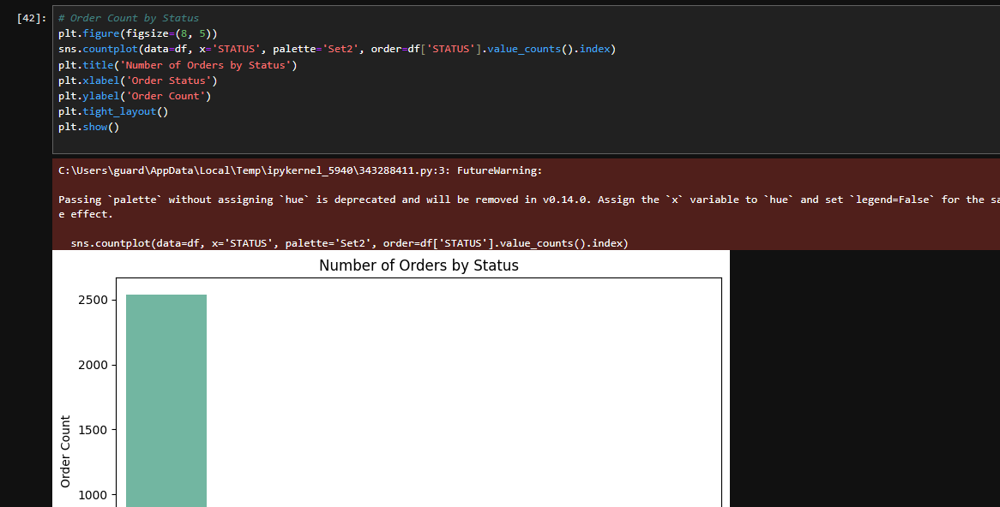 [42]:
# Order Count by Status
plt.figure(figsize=(8, 5))
sns.countplot(data=df, x='STATUS', palette='Set2', order=df['STATUS'].value_counts().index)
plt.title('Number of Orders by Status')
plt.xlabel('Order Status')
plt.ylabel('Order Count')
plt.tight_layout()
plt.show()
C:\Users\guard\AppData\Local\Temp\ipykernel_5940\343288411.py:3: FutureWarning:
Passing `palette` without assigning `hue` is deprecated and will be removed in v0.14.0. Assign the `x` variable to `hue` and set `legend=False` for the sa
e effect.
sns.countplot(data=df, x='STATUS', palette='Set2', order=df['STATUS'].value_counts().index)
Number of Orders by Status
2500
2000
1500
1000
Order Count